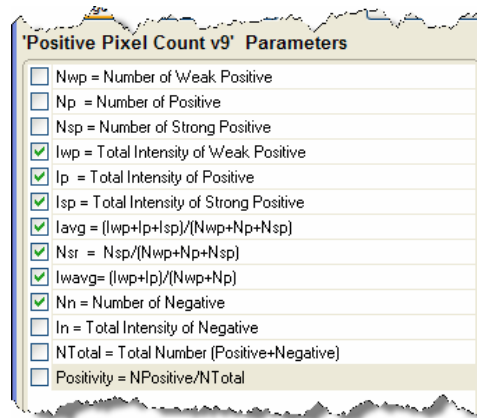 'Positive Pixel Count v9' Parameters
Nwp = Number of Weak Positive
Np = Number of Positive
Nsp = Number of Strong Positive
Iwp = Total Intensity of Weak Positive
Ip = Total Intensity of Positive
Isp = Total Intensity of Strong Positive
Iavg = (Iwp+Ip+Isp)/(Nwp+Np+Nsp)
Nsr = Nsp/(Nwp+Np+Nsp)
Iwavg= (Iwp+Ip)/(Nwp+Np)
Nn = Number of Negative
In = Total Intensity of Negative
NTotal = Total Number (Positive+Negative)
Positivity = NPositive/NTotal